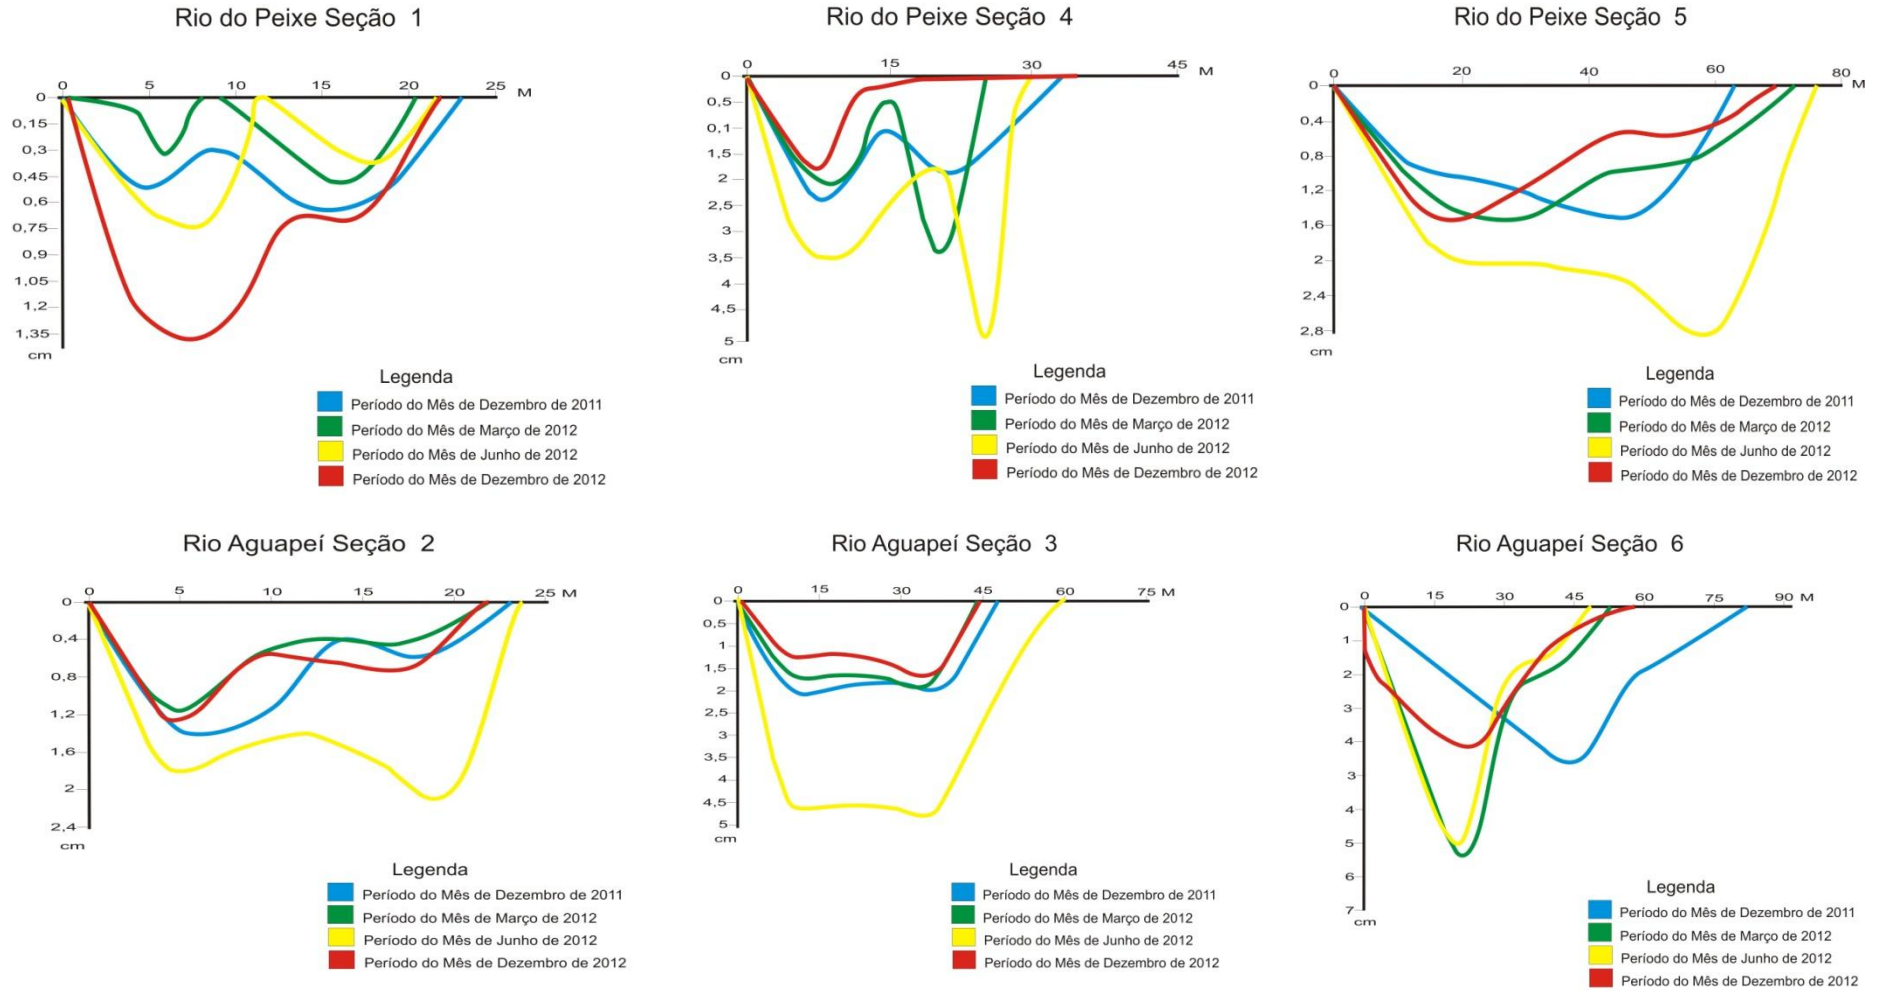 Rio do Peixe Seção 1
0 5 10 15 20 25 M
0
0,15
0,3
0,45
0,6
0,75
0,9
1,05
1,2
1,35
cm
Legenda
Período do Mês de Dezembro de 2011
Período do Mês de Março de 2012
Período do Mês de Junho de 2012
Período do Mês de Dezembro de 2012
Rio do Peixe Seção 4
0 15 30 45 M
0
0,5
0,1
1,5
2
2,5
3
3,5
4
4,5
5
cm
Legenda
Período do Mês de Dezembro de 2011
Período do Mês de Março de 2012
Período do Mês de Junho de 2012
Período do Mês de Dezembro de 2012
Rio do Peixe Seção 5
0 20 40 60 80 M
0
0,4
0,8
1,2
1,6
2
2,4
2,8
cm
Legenda
Período do Mês de Dezembro de 2011
Período do Mês de Março de 2012
Período do Mês de Junho de 2012
Período do Mês de Dezembro de 2012
Rio Aguapeí Seção 2
0 5 10 15 20 25 M
0
0,4
0,8
1,2
1,6
2
2,4
cm
Legenda
Período do Mês de Dezembro de 2011
Período do Mês de Março de 2012
Período do Mês de Junho de 2012
Período do Mês de Dezembro de 2012
Rio Aguapeí Seção 3
0 15 30 45 60 75 M
0
0,5
1
1,5
2
2,5
3
3,5
4
4,5
5
cm
Legenda
Período do Mês de Dezembro de 2011
Período do Mês de Março de 2012
Período do Mês de Junho de 2012
Período do Mês de Dezembro de 2012
Rio Aguapeí Seção 6
0 15 30 45 60 75 90 M
0
1
2
3
4
5
6
7
cm
Legenda
Período do Mês de Dezembro de 2011
Período do Mês de Março de 2012
Período do Mês de Junho de 2012
Período do Mês de Dezembro de 2012